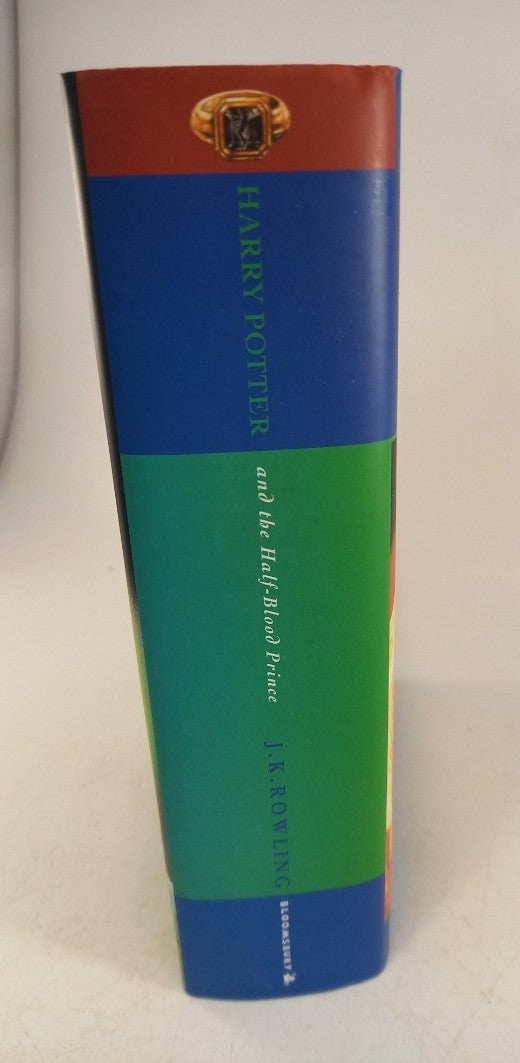 HARRY POTTER
and the Half-Blood Prince
J.K.ROWLING
BLOOMSBURY